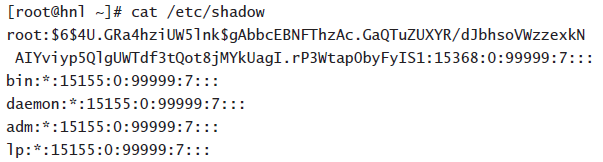 [root@hnl ~]# cat /etc/shadow
root:$6$4U.GRa4hziUW5lnk$gAbbcEBNFThzAc.GaQTuZUXYR/dJbhsoVWzzexkN
AIYviyp5QlgUWTdf3tQot8jMYkUagI.rP3WtapObyFyIS1:15368:0:99999:7:::
bin:*:15155:0:99999:7:::
daemon:*:15155:0:99999:7:::
adm:*:15155:0:99999:7:::
lp:*:15155:0:99999:7:::